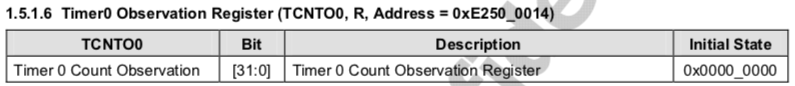 1.5.1.6 Timer0 Observation Register (TCNTO0, R, Address = 0xE250_0014)
TCNTO0 Bit Description Initial State
Timer 0 Count Observation [31:0] Timer 0 Count Observation Register 0x0000_0000